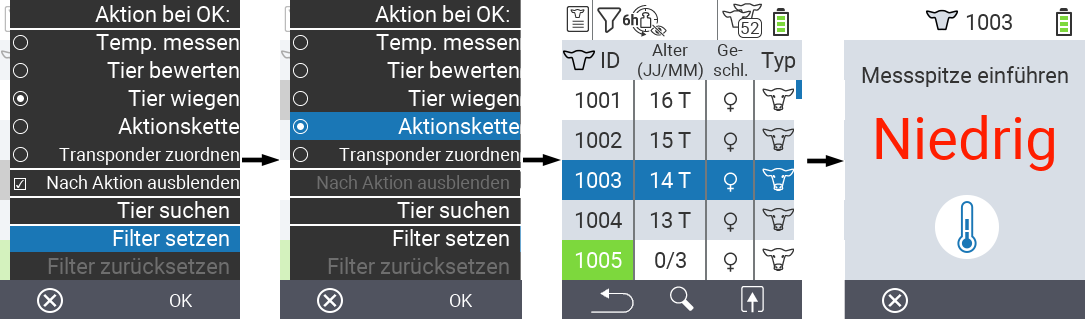 Aktion bei OK:
Temp. messen
Tier bewerten
Tier wiegen
Aktionskette
Transponder zuordnen
Nach Aktion ausblenden
Tier suchen
Filter setzen
Filter zurücksetzen
OK
Aktion bei OK:
Temp. messen
Tier bewerten
Tier wiegen
Aktionskette
Transponder zuordnen
Nach Aktion ausblenden
Tier suchen
Filter setzen
Filter zurücksetzen
OK
6h 52
ID Alter (JJ/MM) Ge-schl. Typ
1001 16 T
1002 15 T
1003 14 T
1004 13 T
1005 0/3
1003
Messspitze einführen
Niedrig